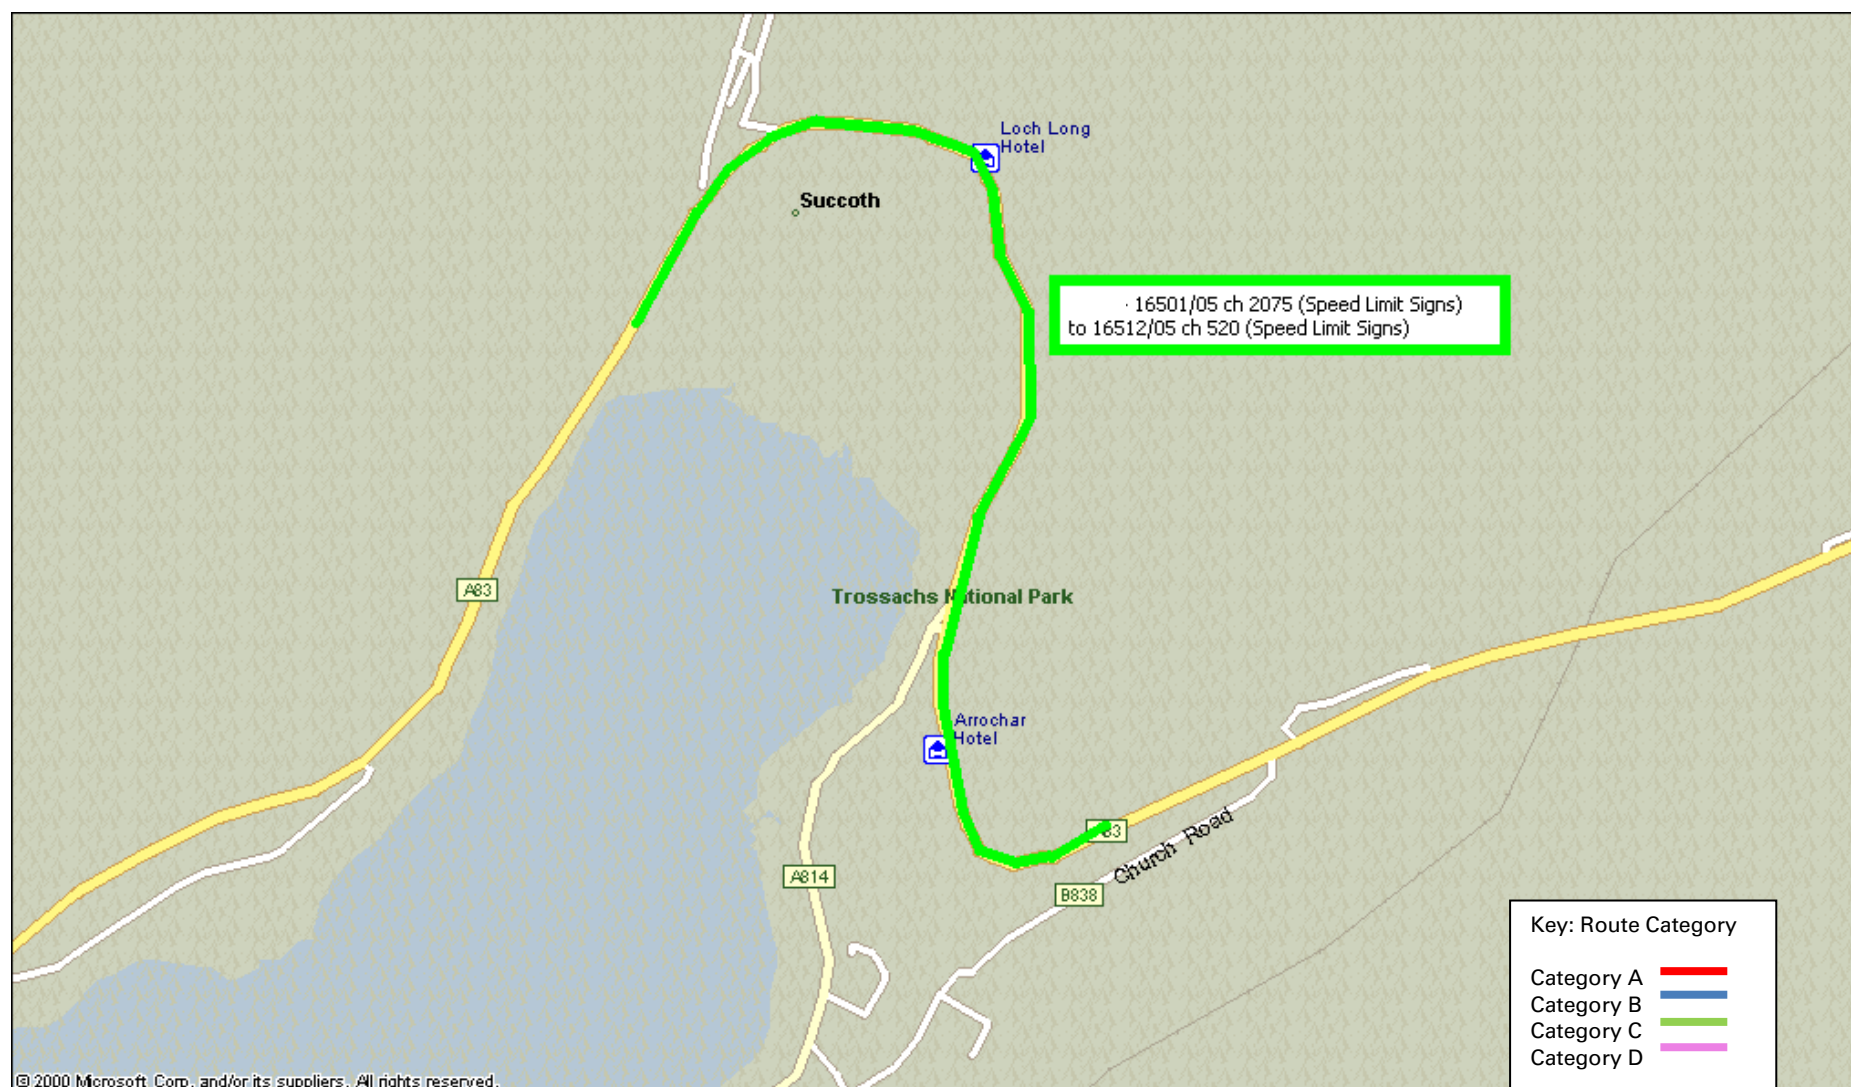 Loch Long
Hotel
Succoth
· 16501/05 ch 2075 (Speed Limit Signs)
to 16512/05 ch 520 (Speed Limit Signs)
A83
Trossachs National Park
Arrochar
Hotel
A83
Church Road
A814
B838
Key: Route Category
Category A
Category B
Category C
Category D
© 2000 Microsoft Corp. and/or its suppliers. All rights reserved.